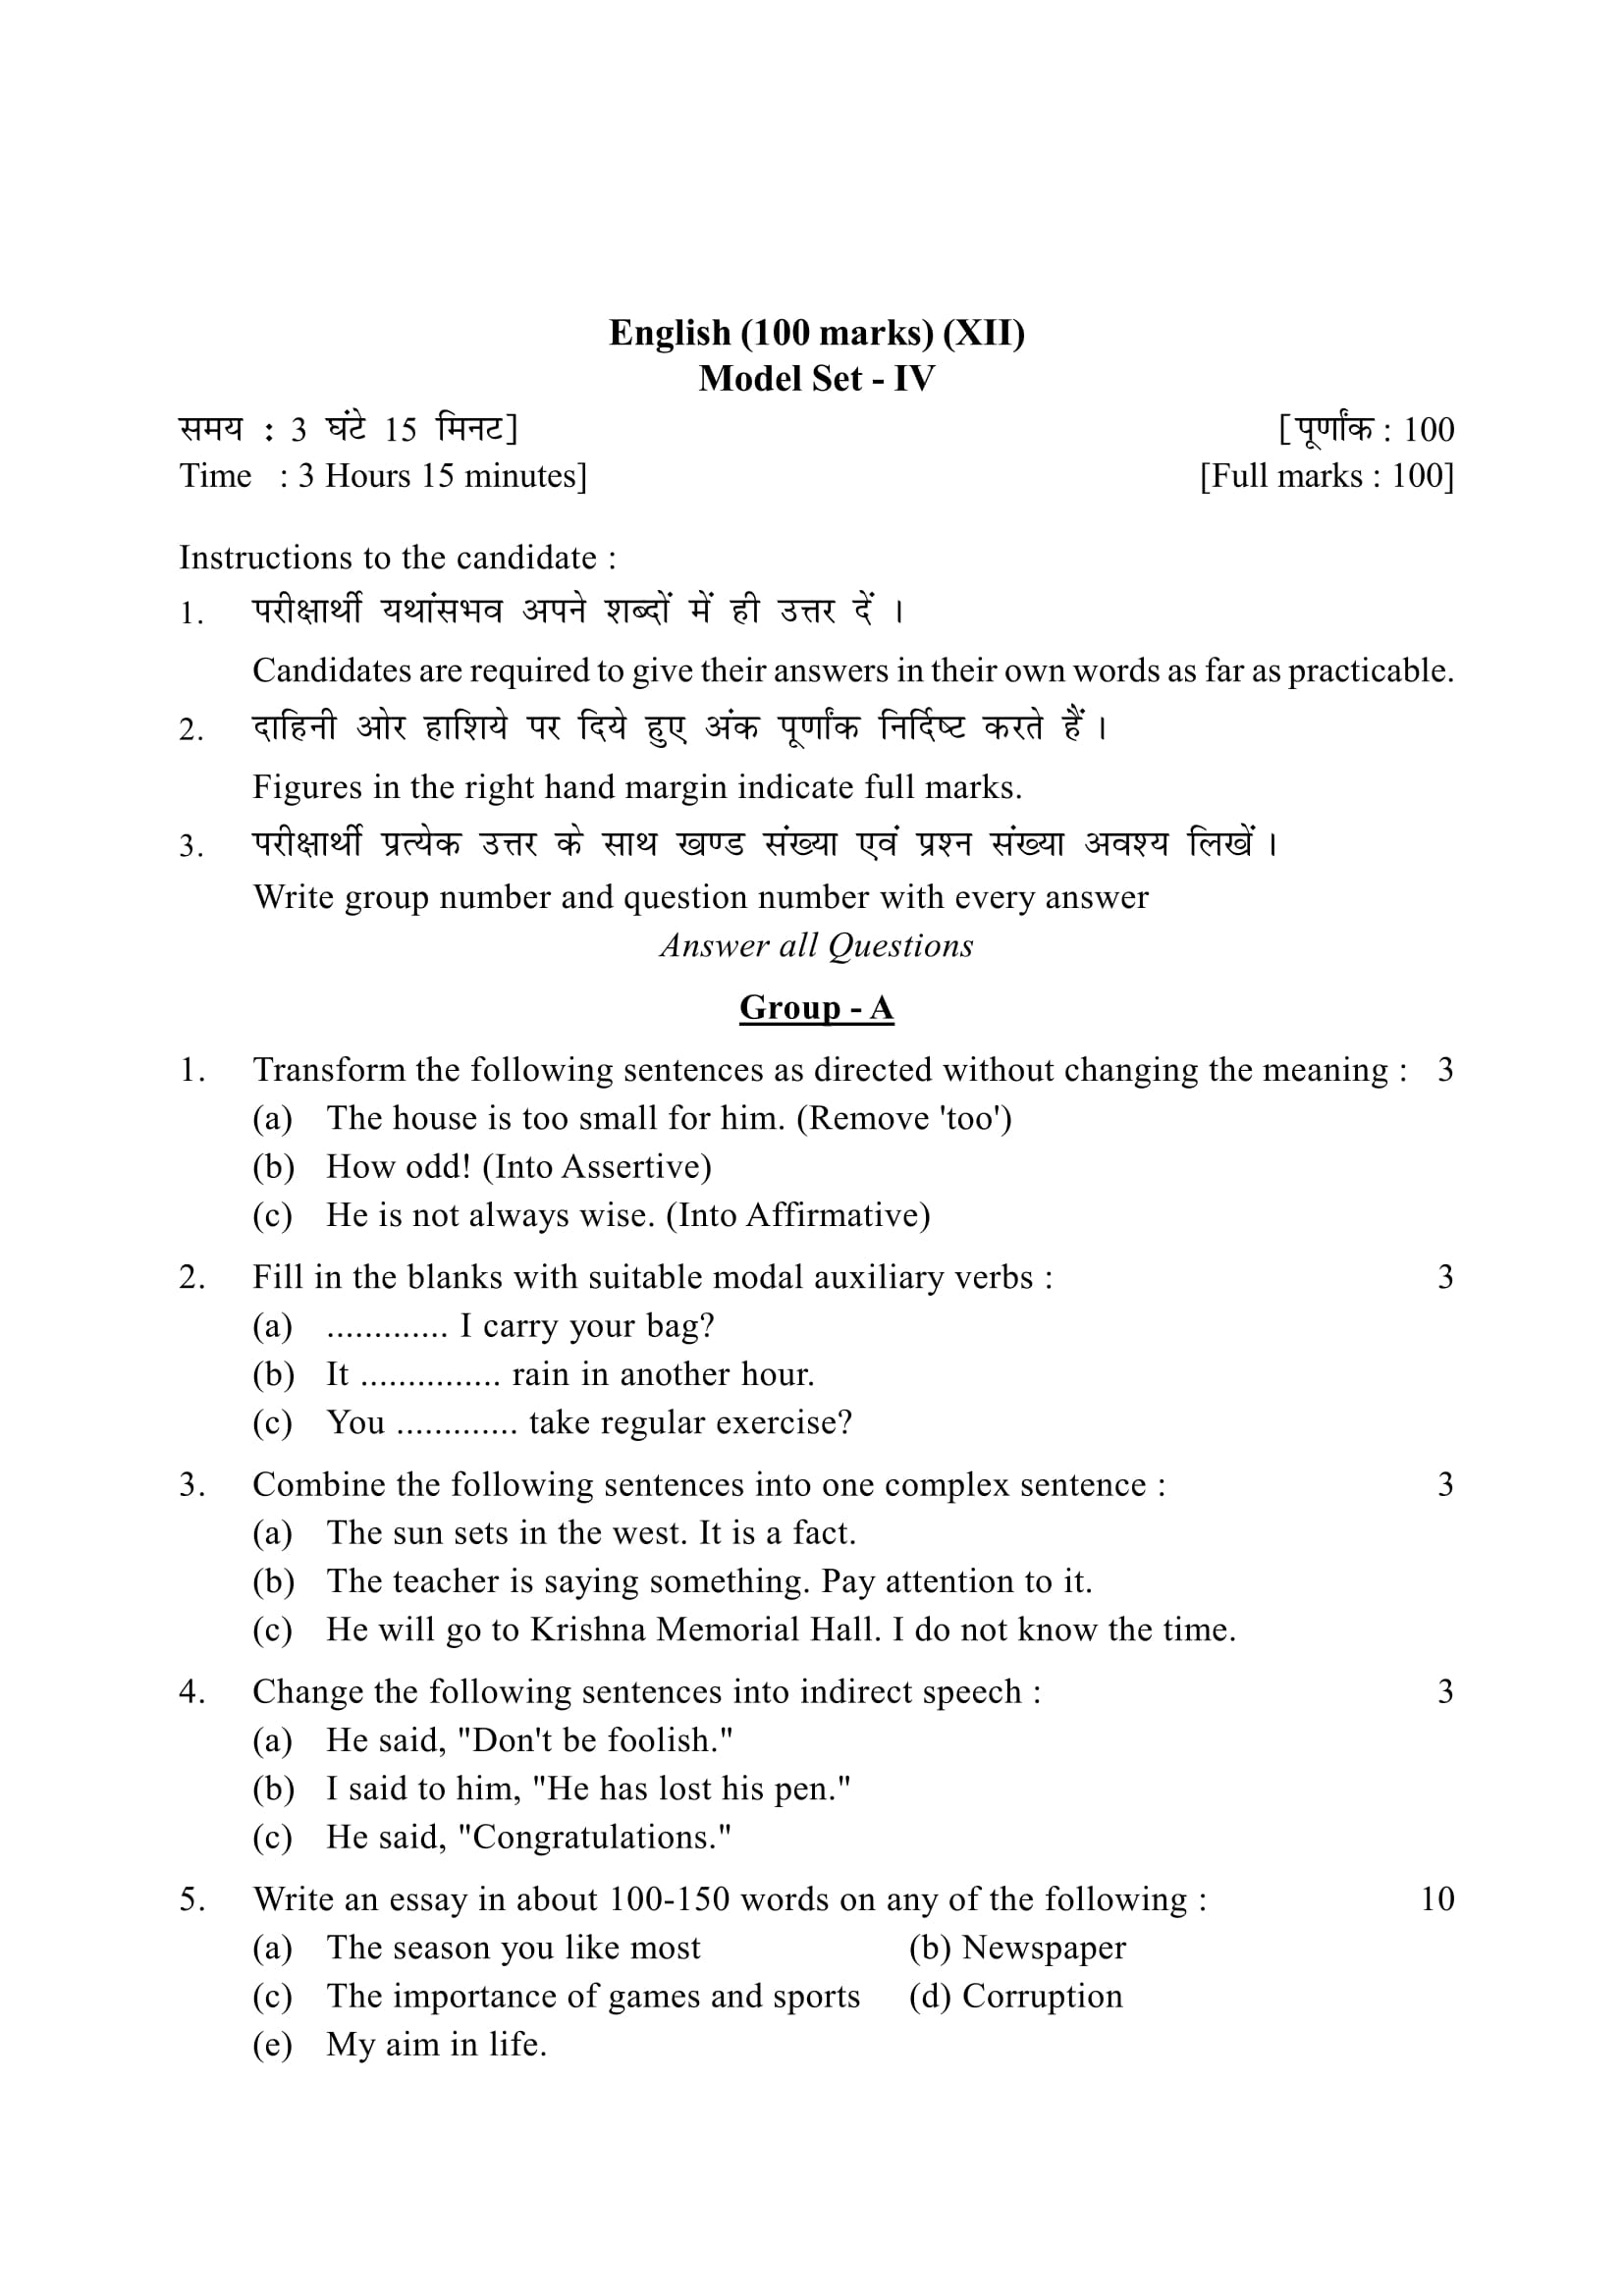 English (100 marks) (XII)
Model Set - IV
समय : 3 घंटे 15 मिनट] [पूर्णांक : 100
Time : 3 Hours 15 minutes] [Full marks : 100]
Instructions to the candidate :
1. परीक्षार्थी यथांसभव अपने शब्दों में ही उत्तर दें ।
Candidates are required to give their answers in their own words as far as practicable.
2. दाहिनी ओर हाशिये पर दिये हुए अंक पूर्णांक निर्दिष्ट करते हैं ।
Figures in the right hand margin indicate full marks.
3. परीक्षार्थी प्रत्येक उत्तर के साथ खण्ड संख्या एवं प्रश्न संख्या अवश्य लिखें ।
Write group number and question number with every answer
Answer all Questions
Group - A
1. Transform the following sentences as directed without changing the meaning : 3
(a) The house is too small for him. (Remove 'too')
(b) How odd! (Into Assertive)
(c) He is not always wise. (Into Affirmative)
2. Fill in the blanks with suitable modal auxiliary verbs : 3
(a) ............. I carry your bag?
(b) It ............... rain in another hour.
(c) You ............. take regular exercise?
3. Combine the following sentences into one complex sentence : 3
(a) The sun sets in the west. It is a fact.
(b) The teacher is saying something. Pay attention to it.
(c) He will go to Krishna Memorial Hall. I do not know the time.
4. Change the following sentences into indirect speech : 3
(a) He said, "Don't be foolish."
(b) I said to him, "He has lost his pen."
(c) He said, "Congratulations."
5. Write an essay in about 100-150 words on any of the following : 10
(a) The season you like most (b) Newspaper
(c) The importance of games and sports (d) Corruption
(e) My aim in life.